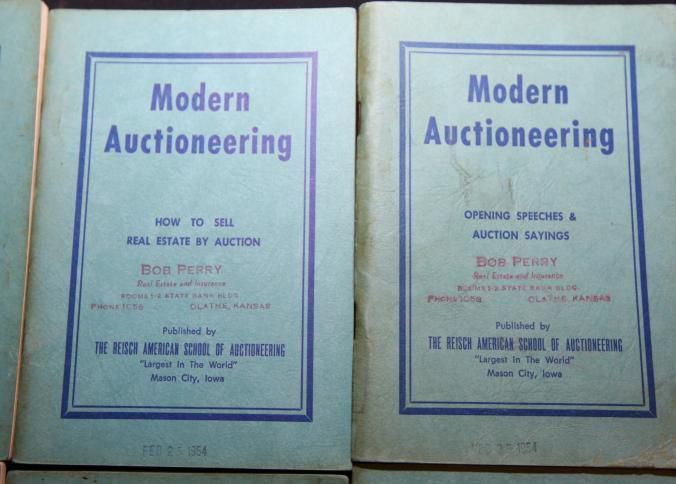 Modern
Auctioneering
HOW TO SELL
REAL ESTATE BY AUCTION
BOB PERRY
Real Estate and Insurance
ROOMS 1-2 STATE BANK BLDG.
PHONE 1058 OLATHE, KANSAS
Published by
THE REISCH AMERICAN SCHOOL OF AUCTIONEERING
"Largest In The World"
Mason City, Iowa
FEB 25 1954
Modern
Auctioneering
OPENING SPEECHES &
AUCTION SAYINGS
BOB PERRY
Real Estate and Insurance
ROOMS 1-2 STATE BANK BLDG.
PHONE 1058 OLATHE, KANSAS
Published by
THE REISCH AMERICAN SCHOOL OF AUCTIONEERING
"Largest In The World"
Mason City, Iowa
1954